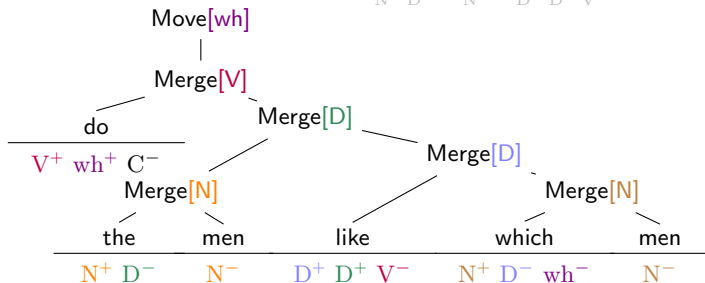 N D N D D V
Move[wh]
Merge[V]
Merge[D]
do
Merge[D]
V⁺ wh⁺ C⁻
Merge[N] Merge[N]
the men like which men
N⁺ D⁻ N⁻ D⁺ D⁺ V⁻ N⁺ D⁻ wh⁻ N⁻